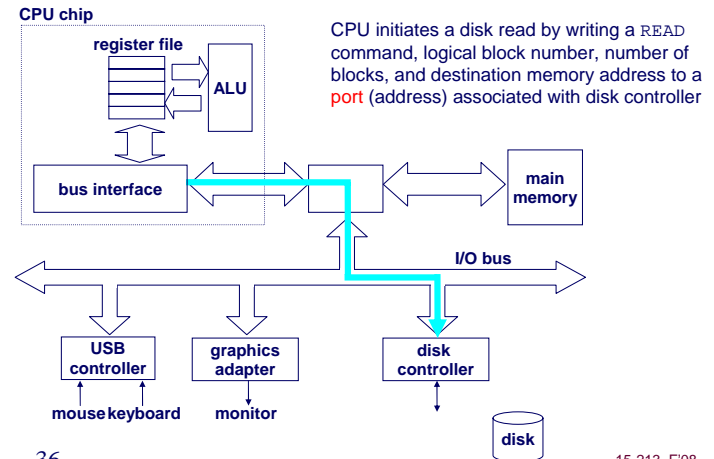 CPU chip
CPU initiates a disk read by writing a READ
command, logical block number, number of
blocks, and destination memory address to a
port (address) associated with disk controller
register file
ALU
bus interface
main
memory
I/O bus
USB
controller
graphics
adapter
disk
controller
mouse keyboard
monitor
disk